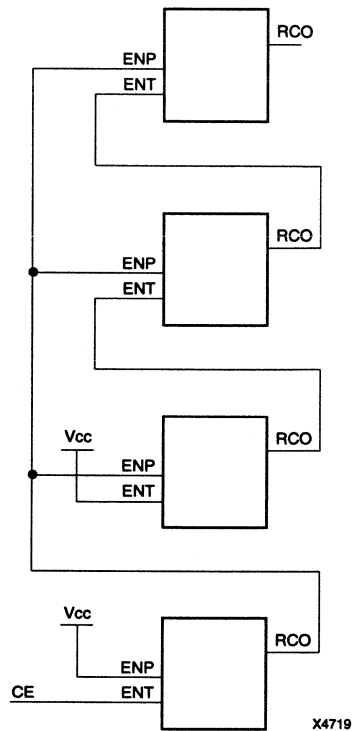 RCO
ENP
ENT
RCO
ENP
ENT
Vcc
RCO
ENP
ENT
Vcc
RCO
ENP
CE
ENT
X4719